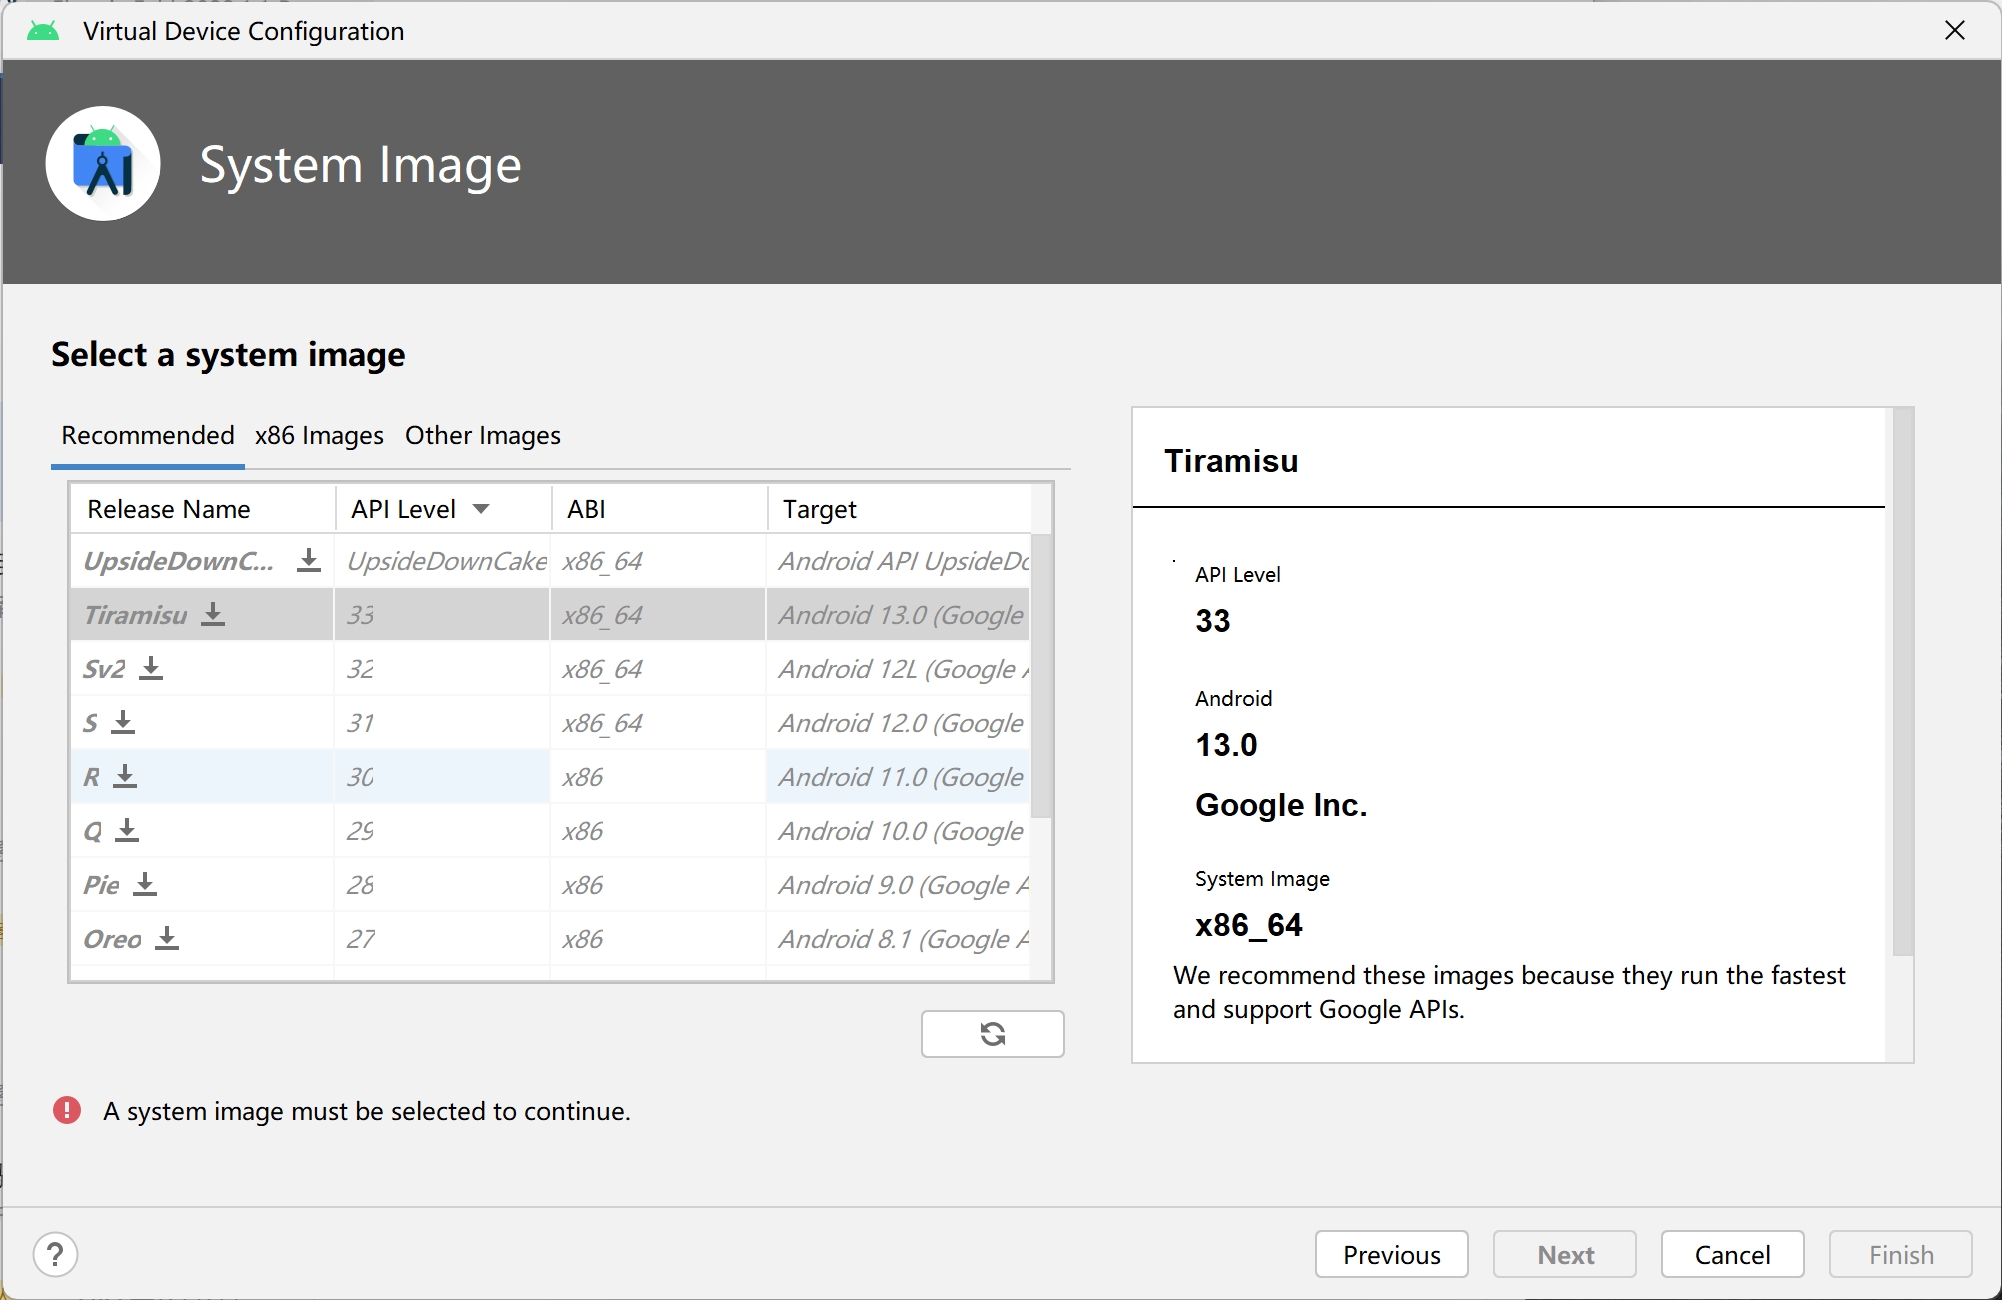 Virtual Device Configuration
System Image
Select a system image
Recommended x86 Images Other Images
Release Name API Level ABI Target
UpsideDownC... UpsideDownCake x86_64 Android API UpsideDo
Tiramisu 33 x86_64 Android 13.0 (Google
Sv2 32 x86_64 Android 12L (Google A
S 31 x86_64 Android 12.0 (Google
R 30 x86 Android 11.0 (Google
Q 29 x86 Android 10.0 (Google
Pie 28 x86 Android 9.0 (Google A
Oreo 27 x86 Android 8.1 (Google A
Tiramisu
API Level
33
Android
13.0
Google Inc.
System Image
x86_64
We recommend these images because they run the fastest
and support Google APIs.
A system image must be selected to continue.
? Previous Next Cancel Finish